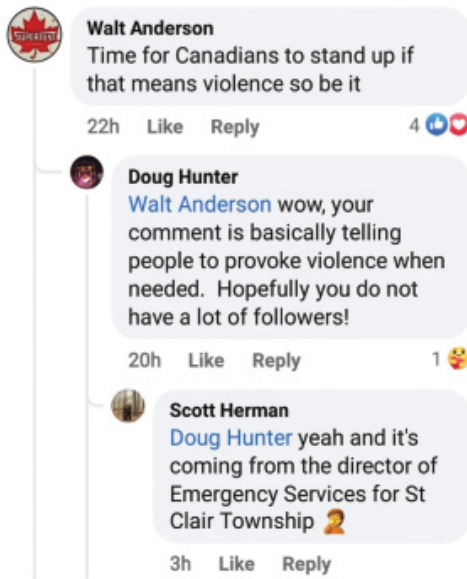 SUPERTEST
Walt Anderson
Time for Canadians to stand up if
that means violence so be it
22h Like Reply 4
Doug Hunter
Walt Anderson wow, your
comment is basically telling
people to provoke violence when
needed. Hopefully you do not
have a lot of followers!
20h Like Reply 1
Scott Herman
Doug Hunter yeah and it's
coming from the director of
Emergency Services for St
Clair Township 🤦
3h Like Reply